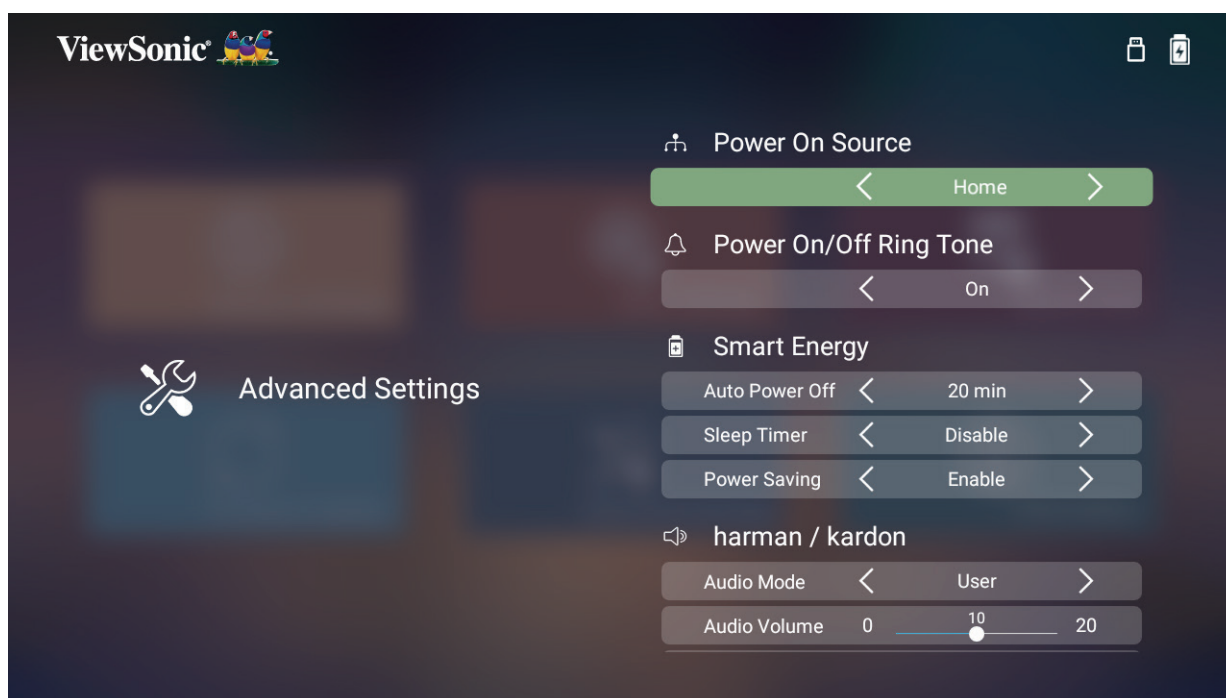 ViewSonic®
Power On Source
Home
Power On/Off Ring Tone
On
Advanced Settings
Smart Energy
Auto Power Off 20 min
Sleep Timer Disable
Power Saving Enable
harman / kardon
Audio Mode User
Audio Volume 0 10 20